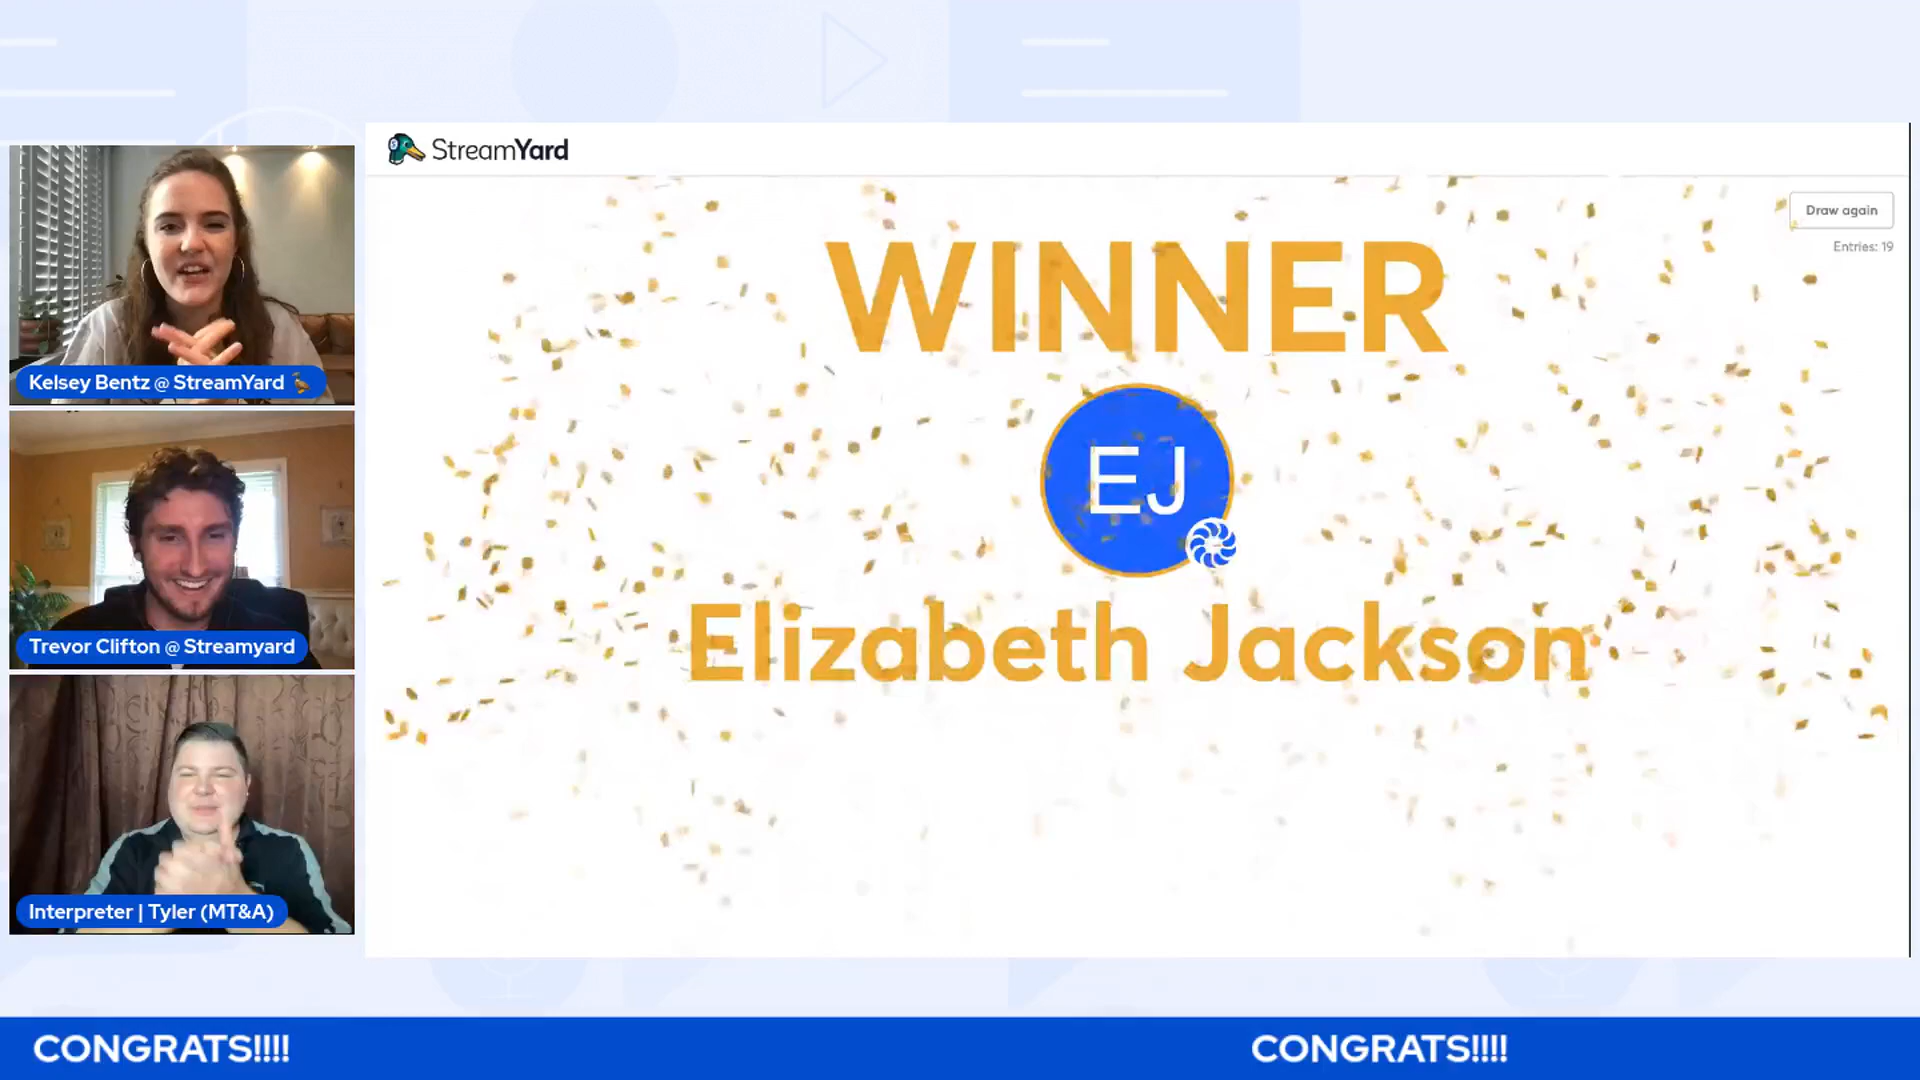 StreamYard
Draw again
Entries: 19
WINNER
EJ
Elizabeth Jackson
Kelsey Bentz @ StreamYard
Trevor Clifton @ Streamyard
Interpreter | Tyler (MT&A)
CONGRATS!!!!
CONGRATS!!!!